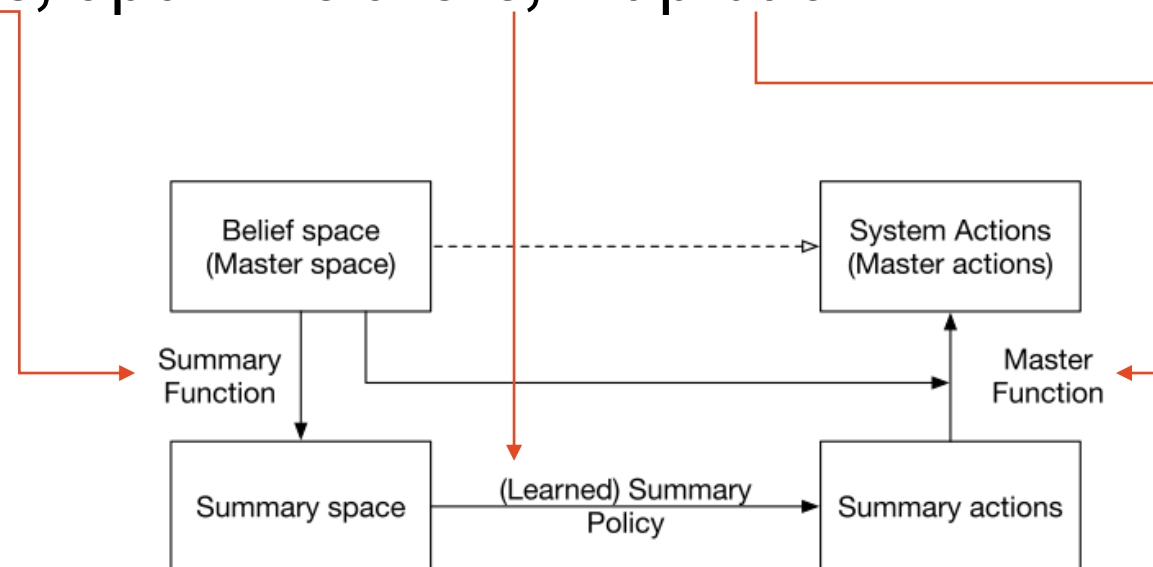 Belief space
(Master space)
System Actions
(Master actions)
Summary
Function
Master
Function
Summary space
(Learned) Summary
Policy
Summary actions